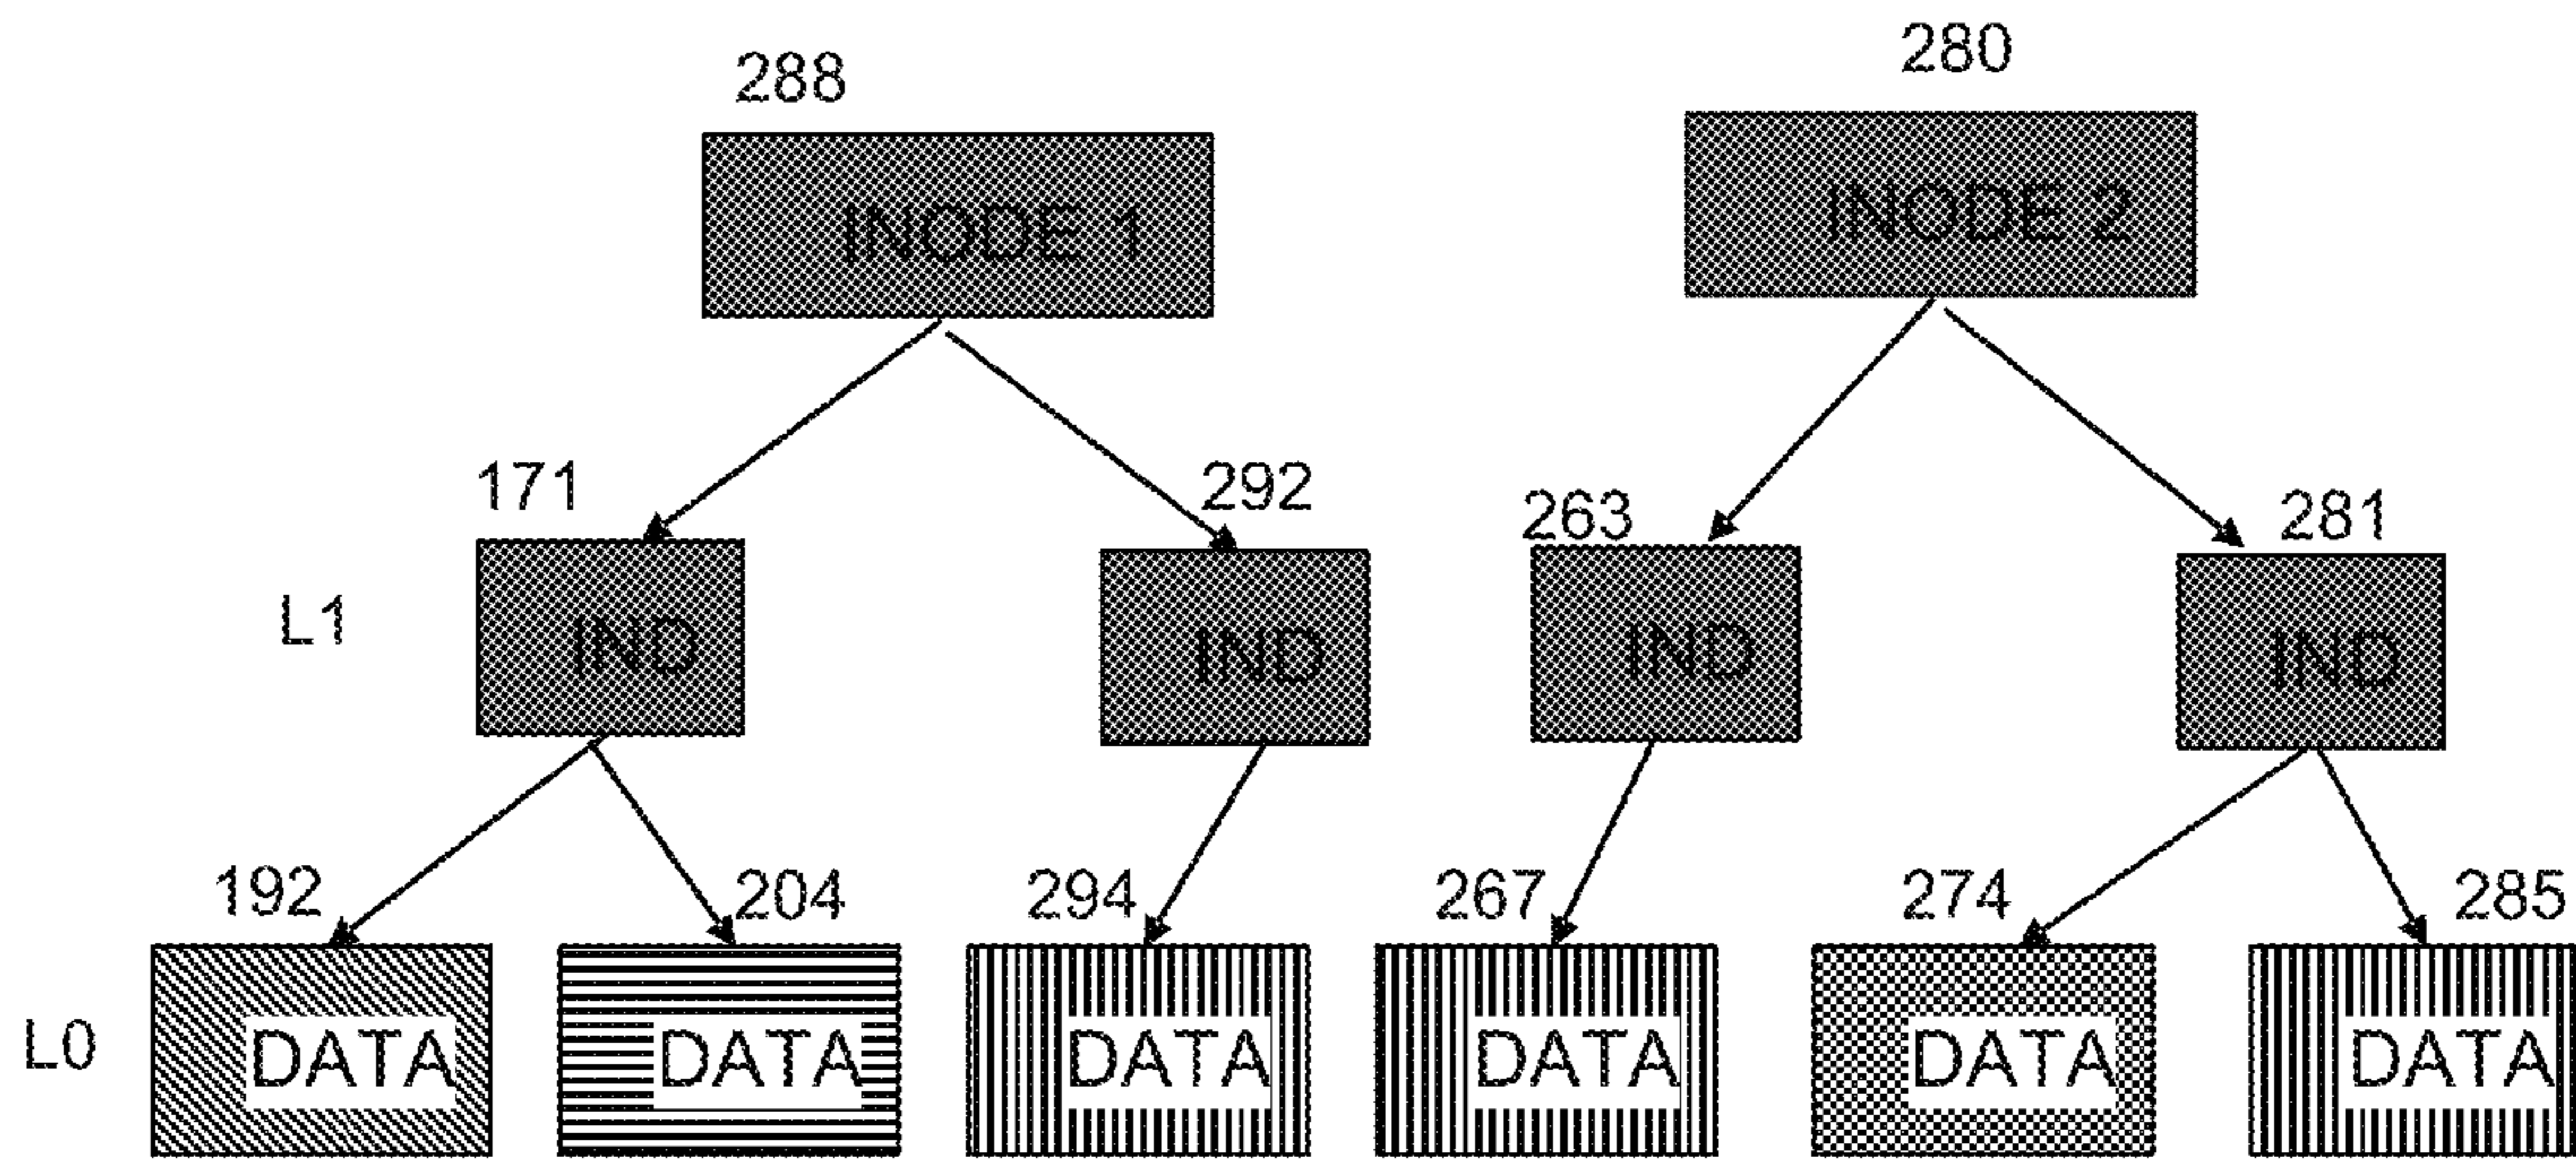 288 280
INODE 1 INODE 2
171 292 263 281
L1 IND IND IND IND
192 204 294 267 274 285
L0 DATA DATA DATA DATA DATA DATA